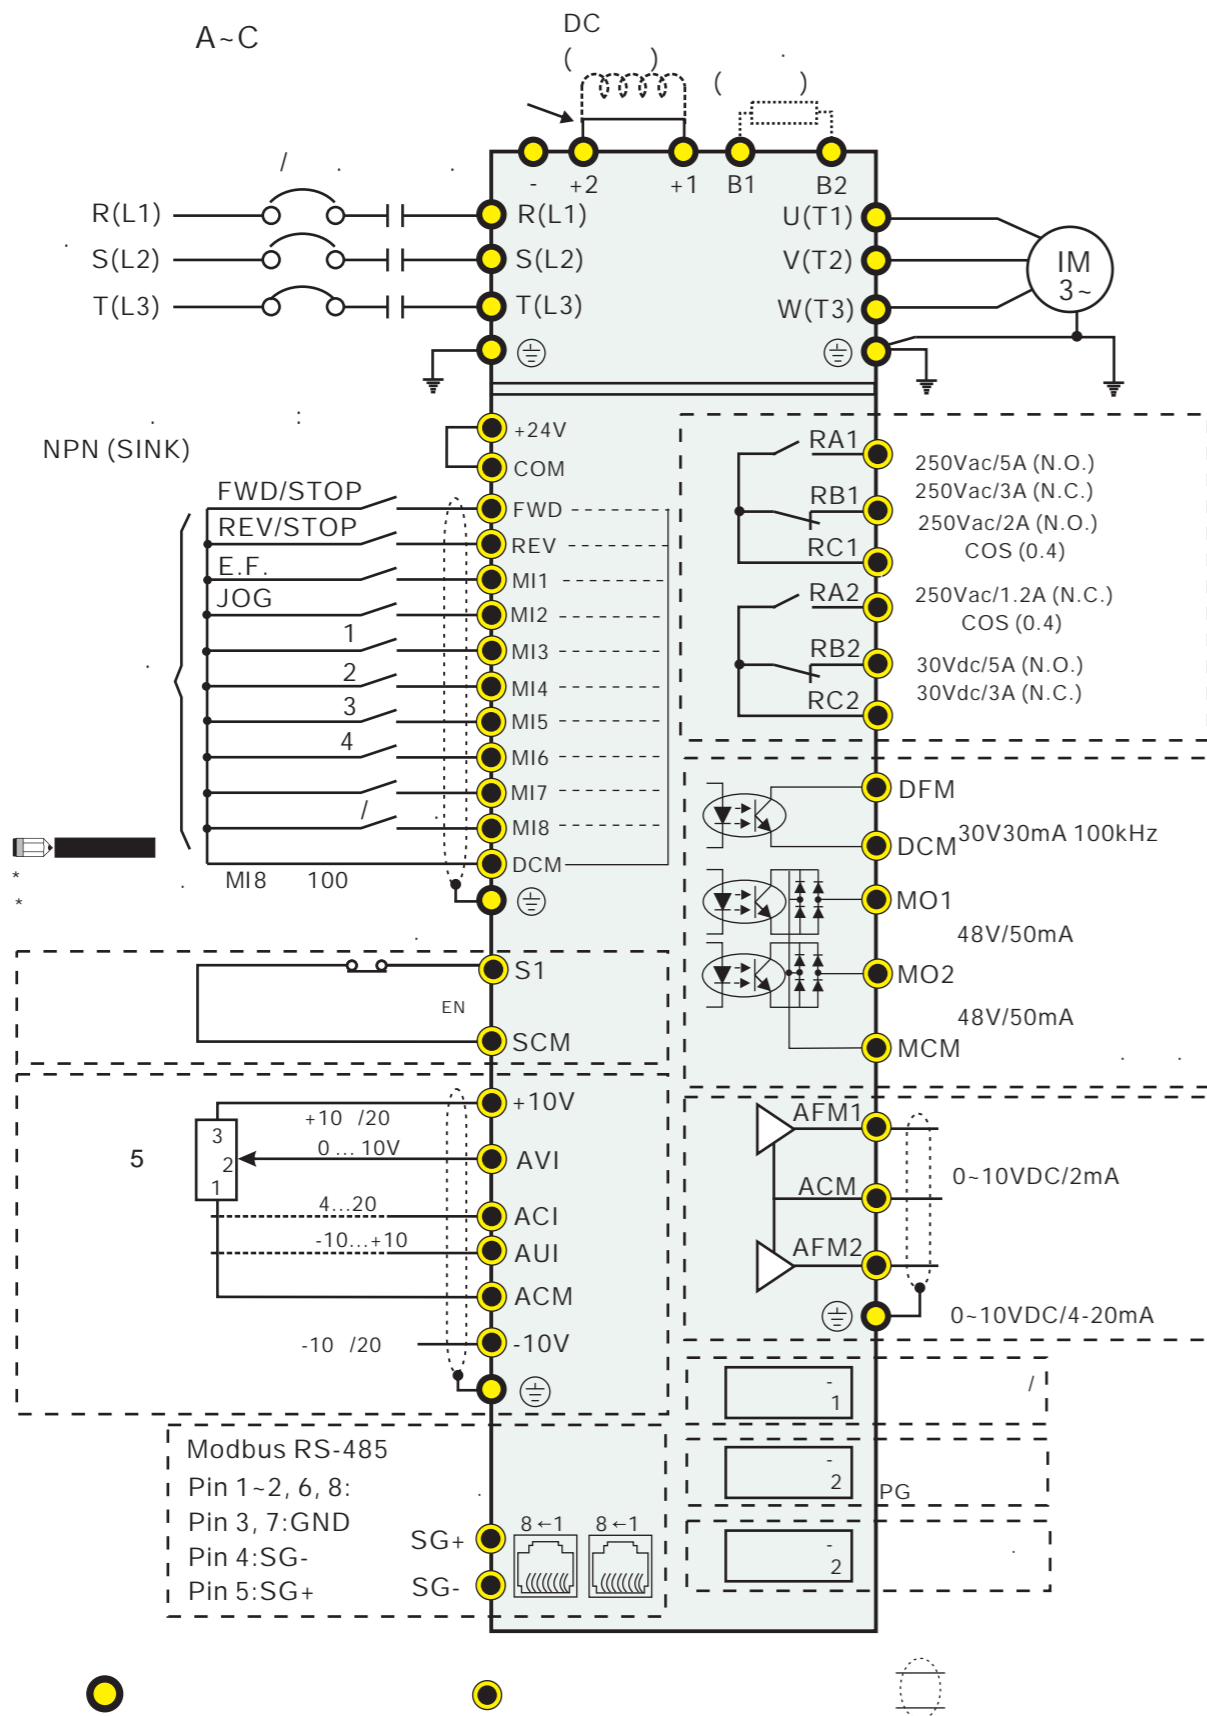 A~C
DC
( )
( )
/ . .
- +2 +1 B1 B2
R(L1) R(L1) U(T1)
S(L2) S(L2) V(T2) IM
3~
T(L3) T(L3) W(T3)
NPN (SINK)
+24V
COM
FWD/STOP FWD
REV/STOP REV
E.F. MI1
JOG MI2
1 MI3
2 MI4
3 MI5
4 MI6
MI7
/ MI8
DCM
*
MI8 100
*
RA1
250Vac/5A (N.O.)
250Vac/3A (N.C.)
RB1
250Vac/2A (N.O.)
COS (0.4)
RC1
RA2
250Vac/1.2A (N.C.)
COS (0.4)
RB2
30Vdc/5A (N.O.)
30Vdc/3A (N.C.)
RC2
DFM
30V30mA 100kHz
DCM
MO1
48V/50mA
MO2
48V/50mA
MCM
S1
EN
SCM
+10V
+10 /20
3
0 ... 10V
5 2 AVI
1
4...20 ACI
-10...+10 AUI
ACM
-10 /20 -10V
AFM1
0~10VDC/2mA
ACM
AFM2
0~10VDC/4-20mA
-
1 /
-
2 PG
-
2
Modbus RS-485
Pin 1~2, 6, 8:
Pin 3, 7:GND
Pin 4:SG-
Pin 5:SG+
SG+ 8←1 8←1
SG-